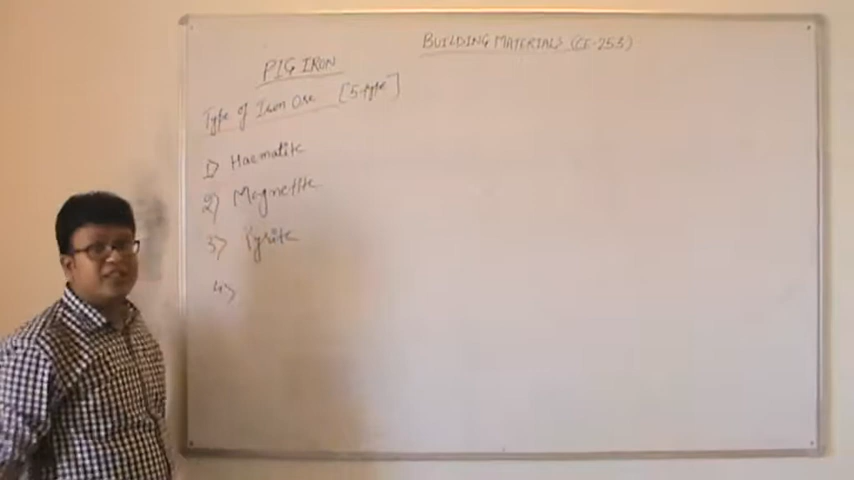 BUILDING MATERIALS (CE-253)
PIG IRON
Type of Iron Ore [5-type]
1) Haematite
2) Magnetite
3) Pyrite
4)